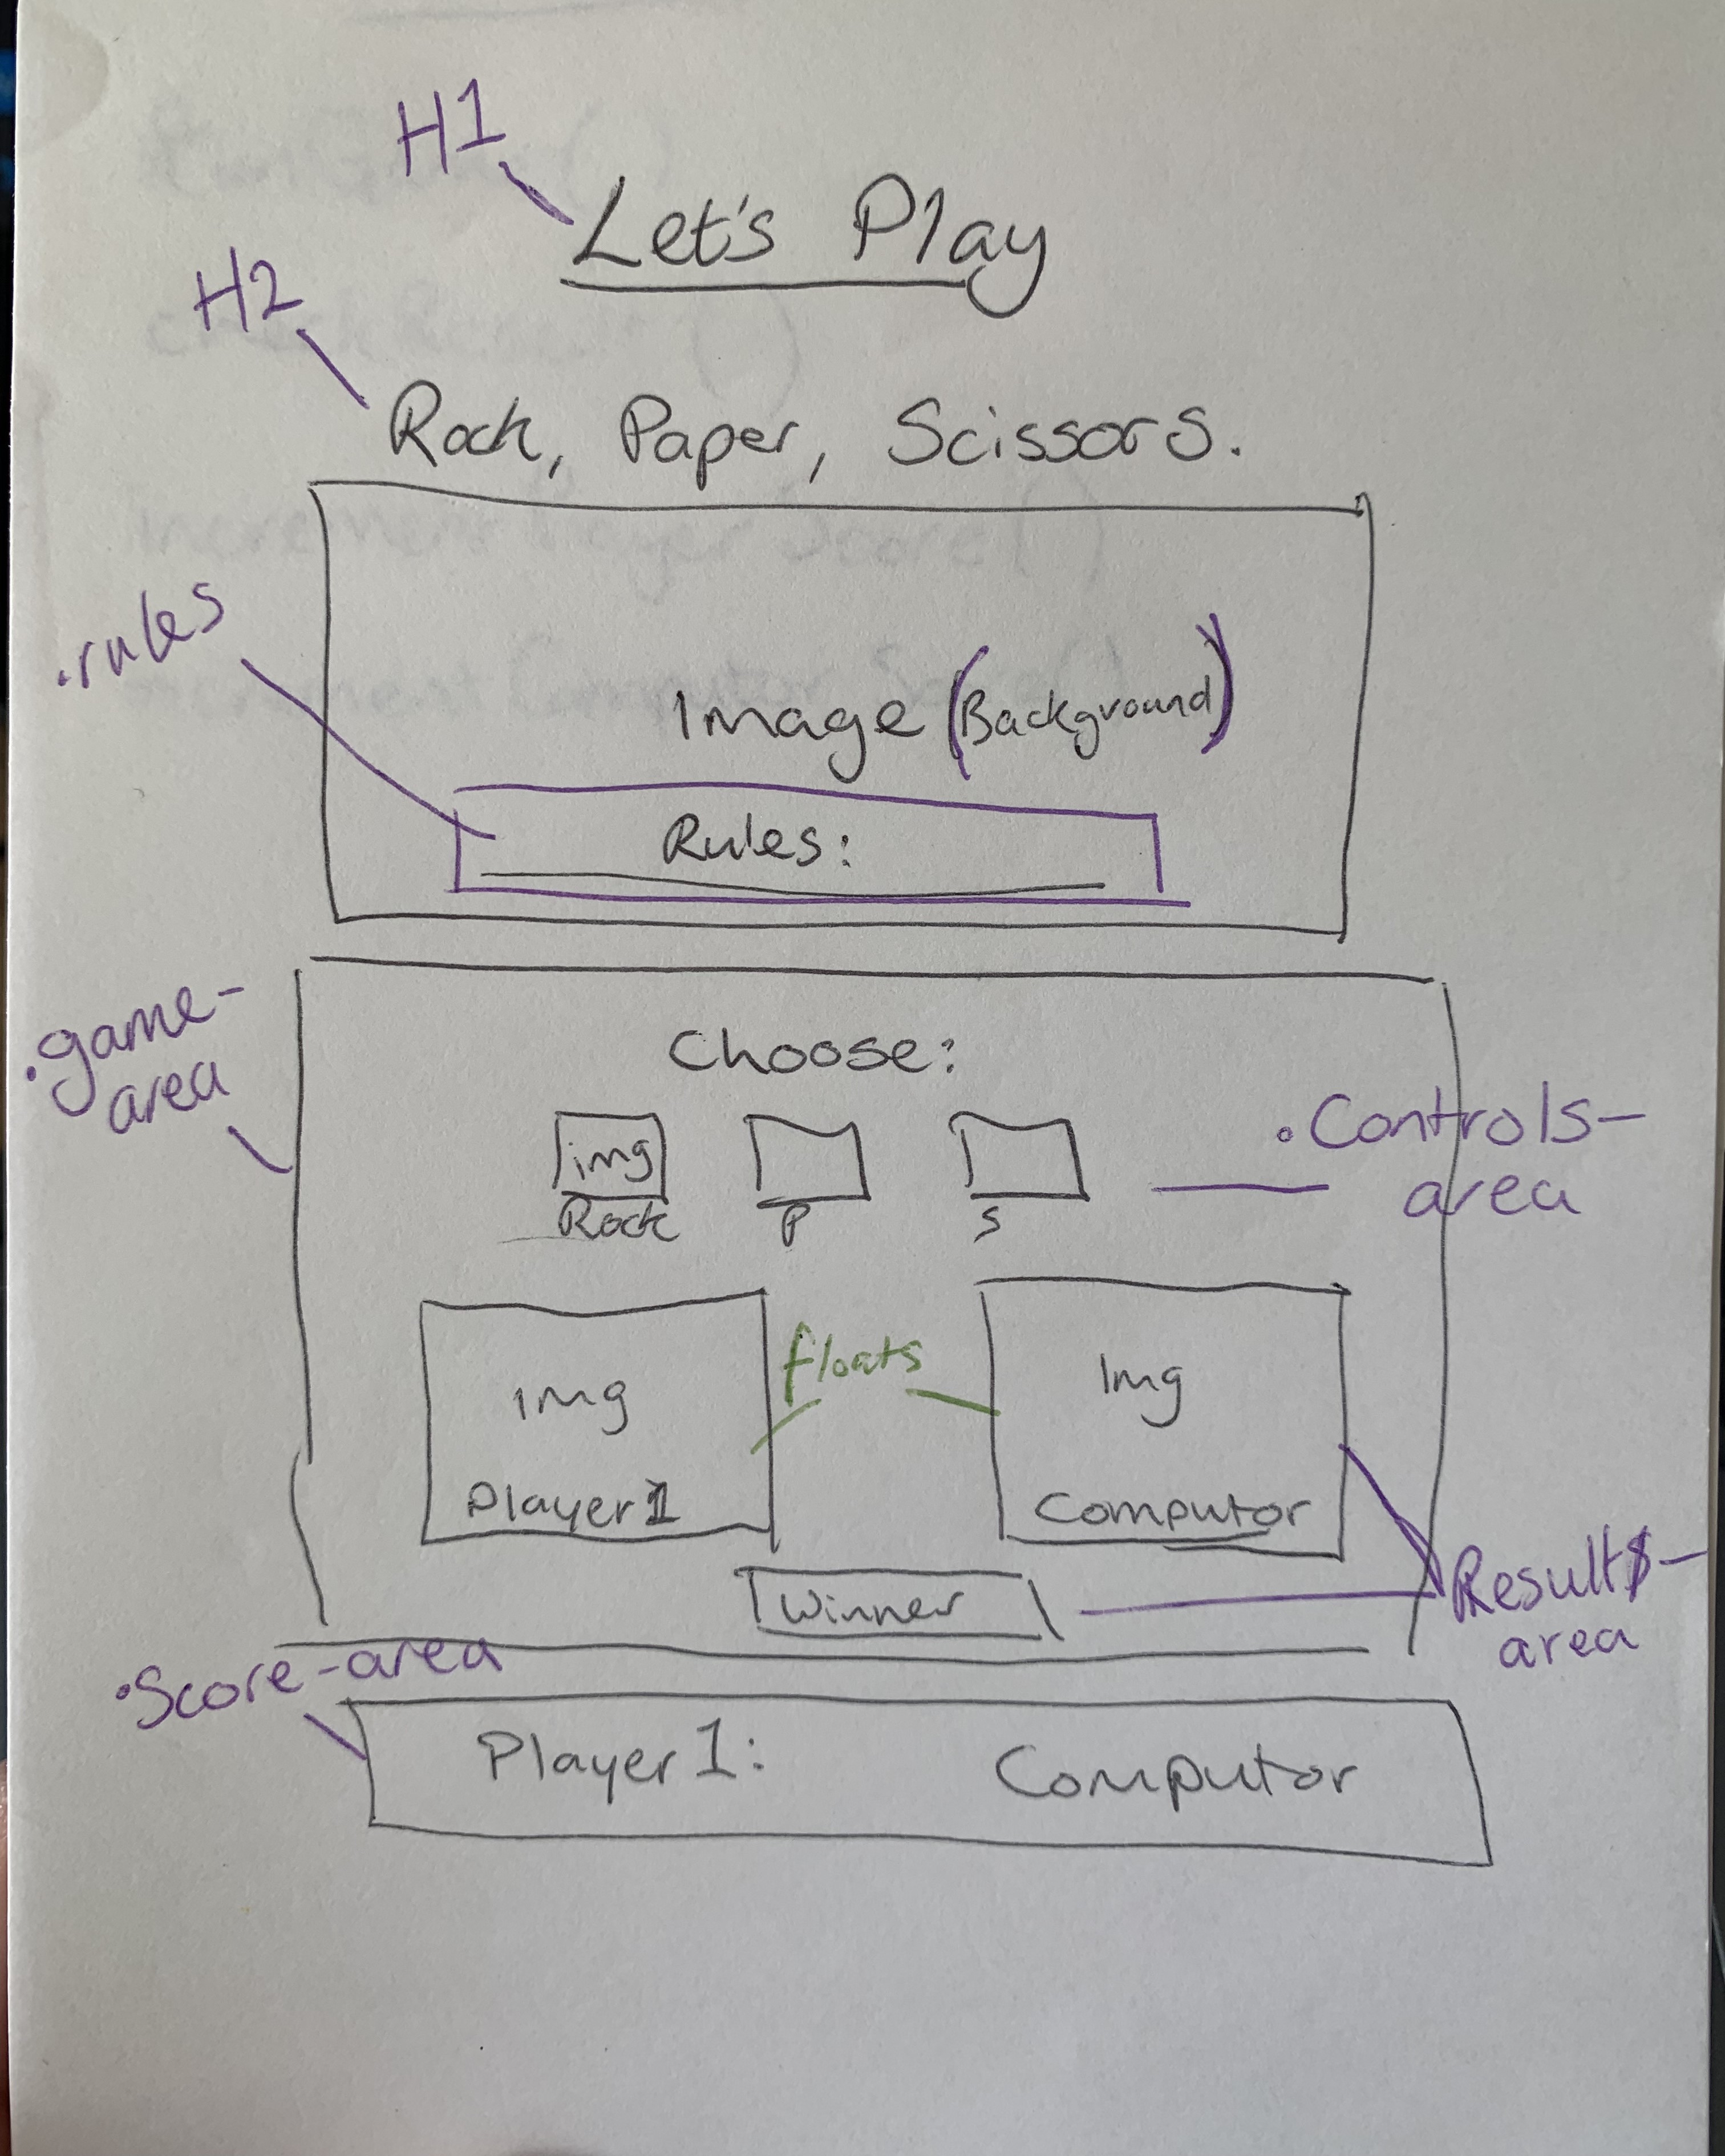 H1
Let's Play
H2
Rock, Paper, Scissors.
.rules
Image (Background)
Rules:
.game-
area
Choose:
img
Rock
P
S
.Controls-
area
img
Player 1
floats
Img
Computor
Winner
Results-
area
.Score-area
Player 1:
Computor